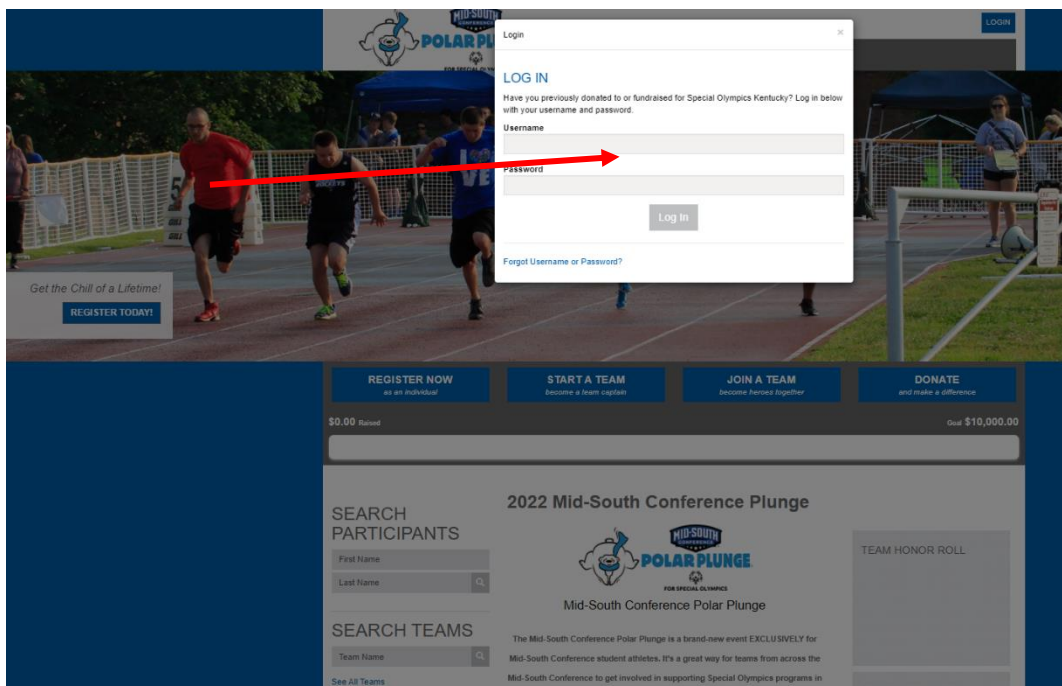 MID-SOUTH
CONFERENCE
POLAR PL
LOGIN
Login
×
LOG IN
Have you previously donated to or fundraised for Special Olympics Kentucky? Log in below
with your username and password.
Username
Password
Log In
Forgot Username or Password?
Get the Chill of a Lifetime!
REGISTER TODAY!
REGISTER NOW
as an individual
START A TEAM
become a team captain
JOIN A TEAM
become heroes together
DONATE
and make a difference
$0.00 Raised
Goal $10,000.00
SEARCH
PARTICIPANTS
First Name
Last Name
SEARCH TEAMS
Team Name
See All Teams
2022 Mid-South Conference Plunge
MID-SOUTH
CONFERENCE
POLAR PLUNGE
FOR SPECIAL OLYMPICS
Mid-South Conference Polar Plunge
The Mid-South Conference Polar Plunge is a brand-new event EXCLUSIVELY for
Mid-South Conference student athletes. It's a great way for teams from across the
Mid-South Conference to get involved in supporting Special Olympics programs in
TEAM HONOR ROLL